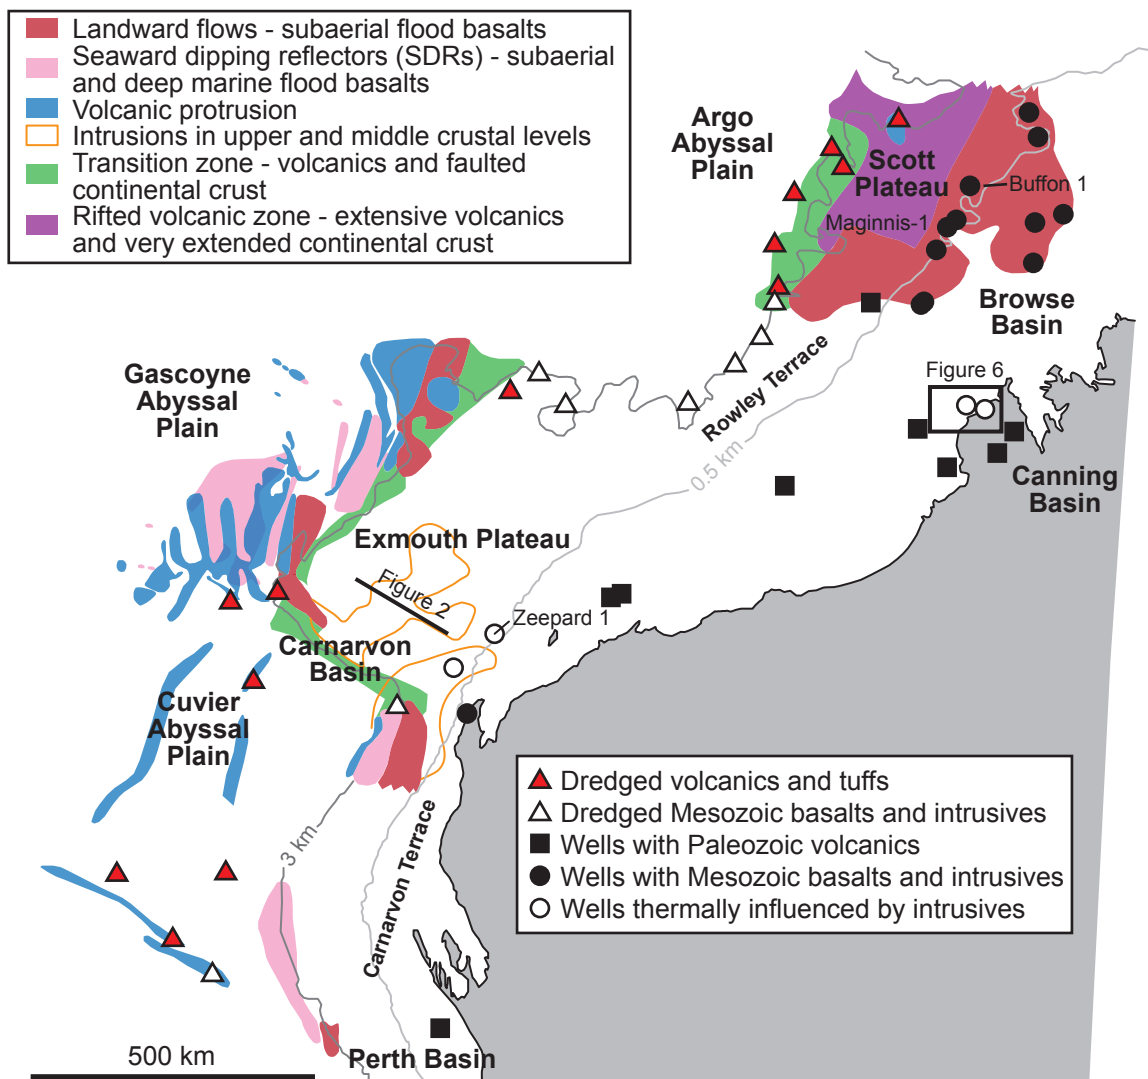 Landward flows - subaerial flood basalts
Seaward dipping reflectors (SDRs) - subaerial
and deep marine flood basalts
Volcanic protrusion
Intrusions in upper and middle crustal levels
Transition zone - volcanics and faulted
continental crust
Rifted volcanic zone - extensive volcanics
and very extended continental crust
Argo
Abyssal
Plain
Scott
Plateau
Buffon 1
Maginnis-1
Browse
Basin
Rowley Terrace
Figure 6
Gascoyne
Abyssal
Plain
0.5 km
Canning
Basin
Exmouth Plateau
Figure 2
Zeepard 1
Carnarvon
Basin
Cuvier
Abyssal
Plain
3 km
Carnarvon Terrace
Dredged volcanics and tuffs
Dredged Mesozoic basalts and intrusives
Wells with Paleozoic volcanics
Wells with Mesozoic basalts and intrusives
Wells thermally influenced by intrusives
500 km
Perth Basin